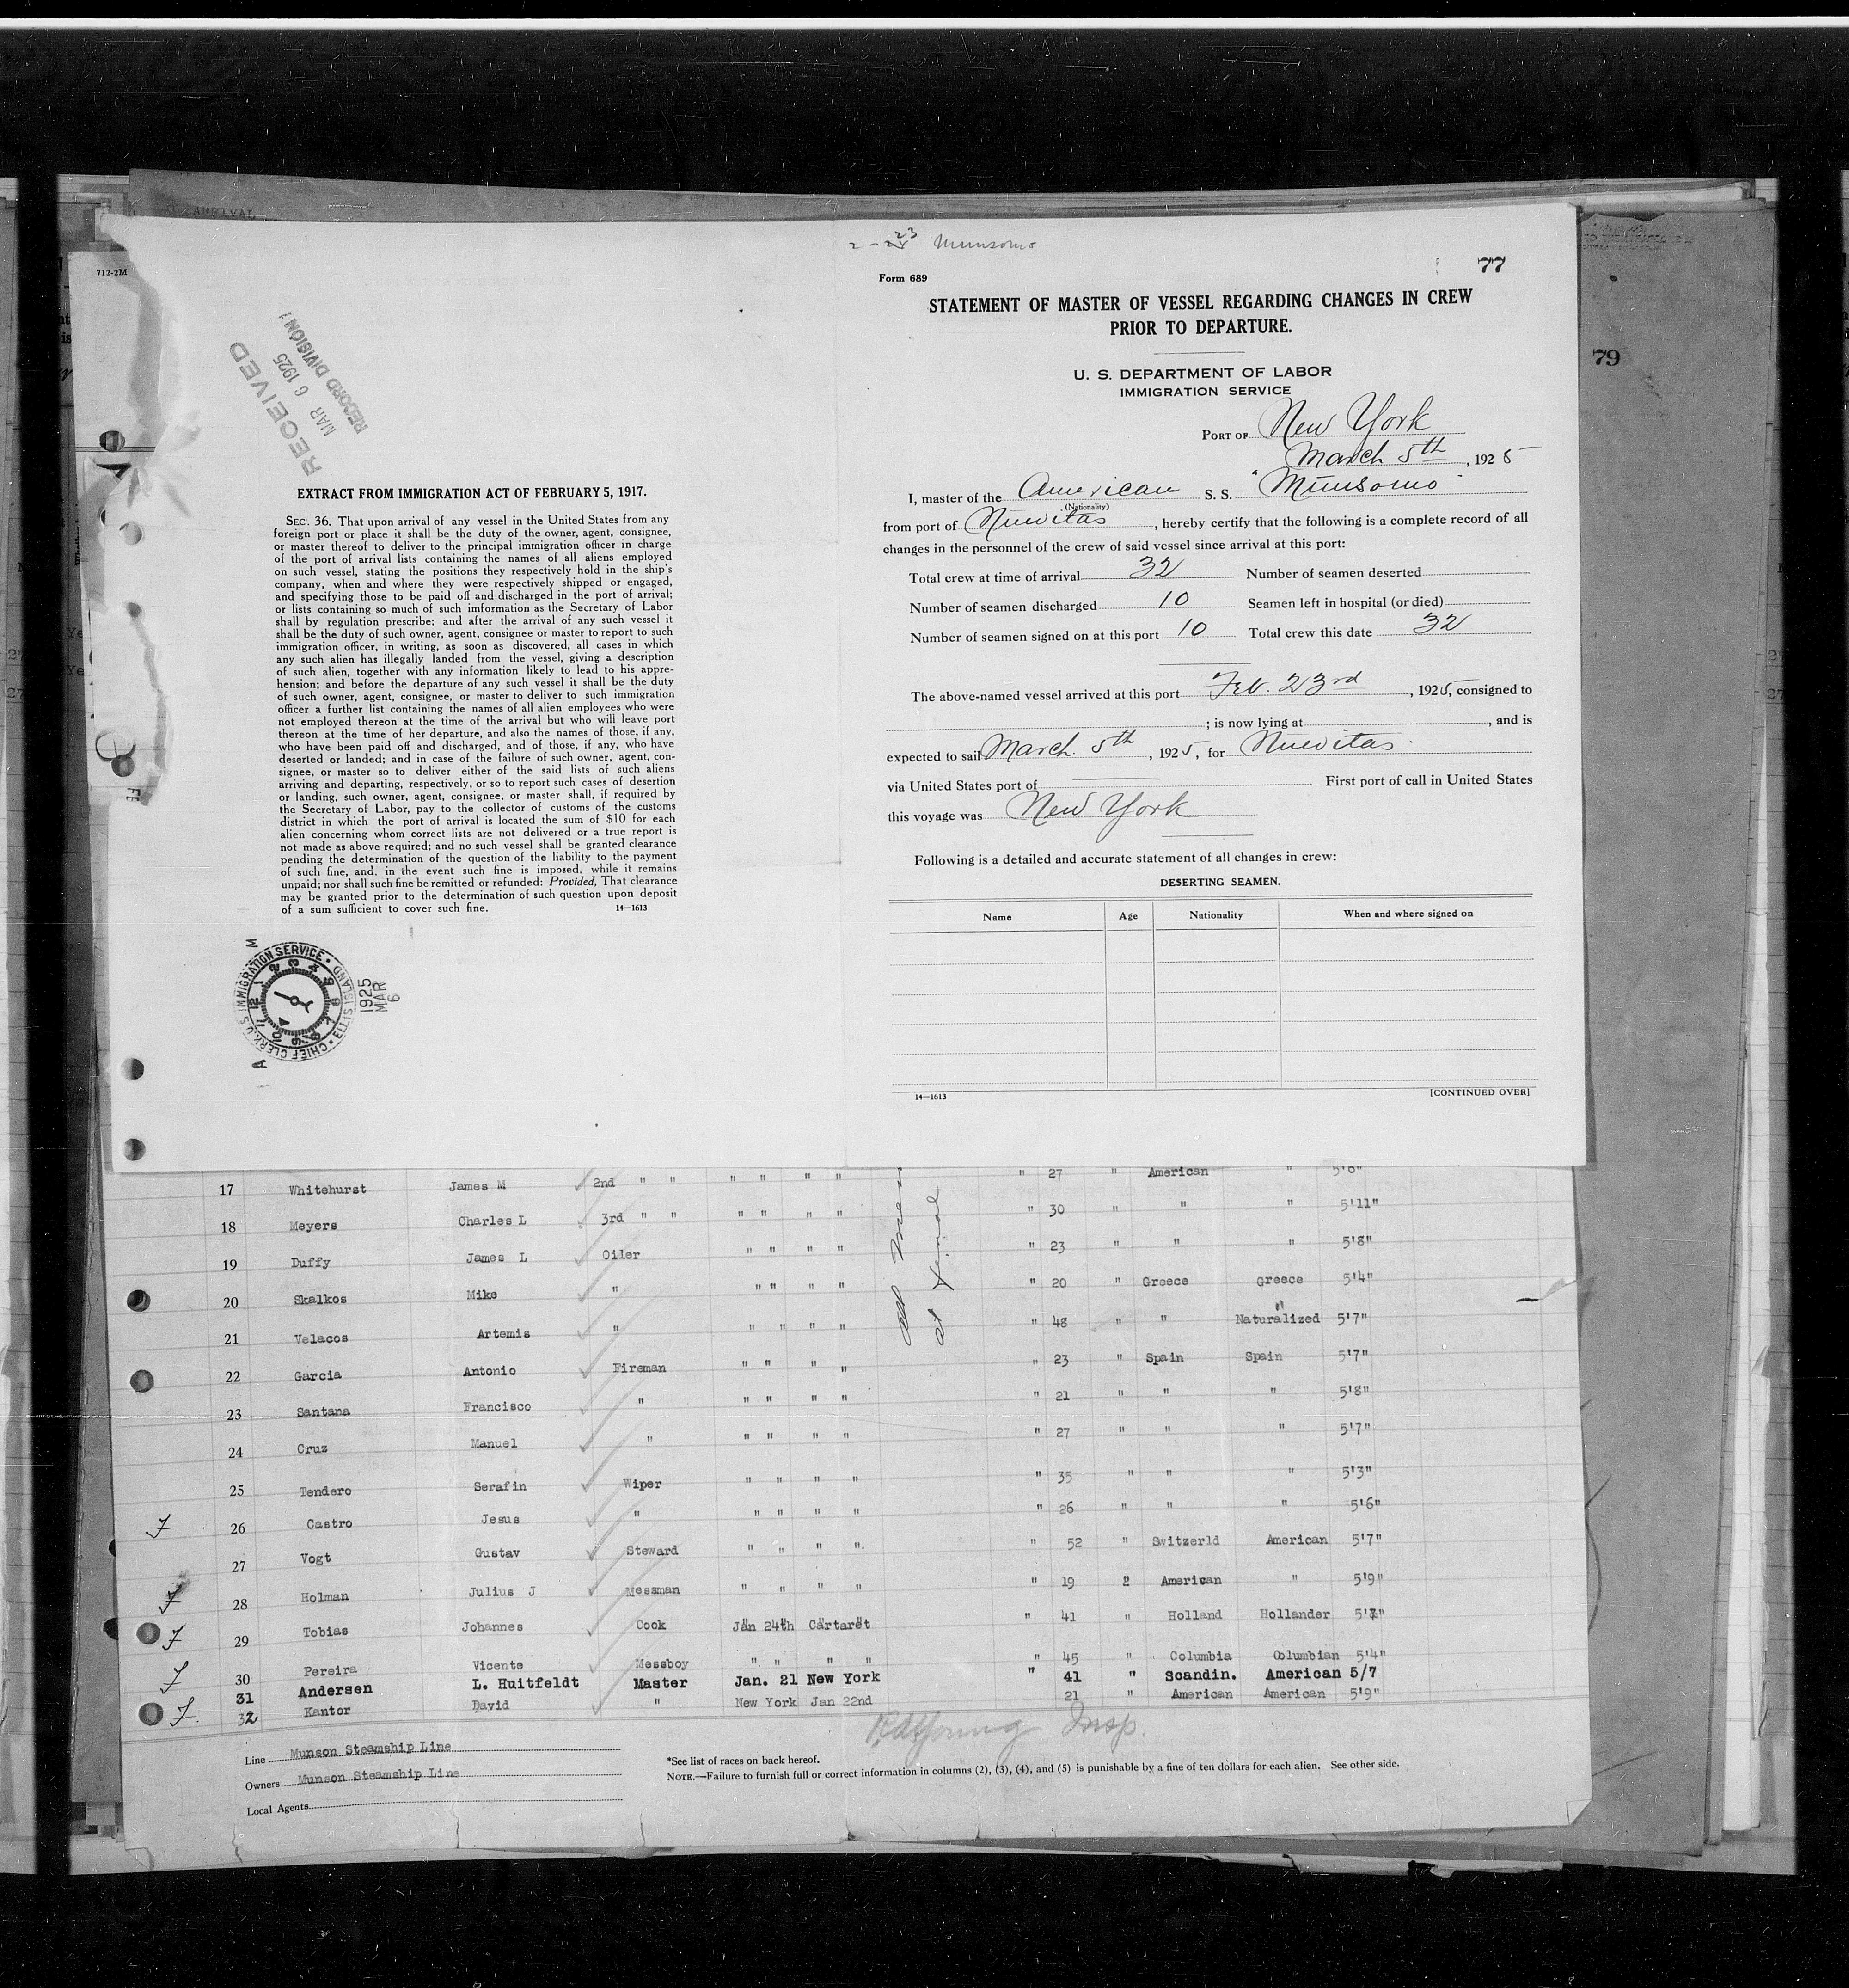 2-23 Munsomo
712-2M
Form 689
77
79
STATEMENT OF MASTER OF VESSEL REGARDING CHANGES IN CREW
PRIOR TO DEPARTURE.
U. S. DEPARTMENT OF LABOR
IMMIGRATION SERVICE
PORT OF New York
March 5th, 1925
I, master of the American S. S. "Munsomo"
(Nationality)
from port of Nuevitas, hereby certify that the following is a complete record of all
changes in the personnel of the crew of said vessel since arrival at this port:
Total crew at time of arrival 32 Number of seamen deserted
Number of seamen discharged 10 Seamen left in hospital (or died)
Number of seamen signed on at this port 10 Total crew this date 32
The above-named vessel arrived at this port Feb. 23rd, 1925, consigned to
; is now lying at , and is
expected to sail March 5th, 1925, for Nuevitas.
via United States port of First port of call in United States
this voyage was New York
Following is a detailed and accurate statement of all changes in crew:
DESERTING SEAMEN.
Name Age Nationality When and where signed on
14—1613 [CONTINUED OVER]
RECEIVED
MAR 6 1925
RECORD DIVISION
EXTRACT FROM IMMIGRATION ACT OF FEBRUARY 5, 1917.
SEC. 36. That upon arrival of any vessel in the United States from any
foreign port or place it shall be the duty of the owner, agent, consignee,
or master thereof to deliver to the principal immigration officer in charge
of the port of arrival lists containing the names of all aliens employed
on such vessel, stating the positions they respectively hold in the ship's
company, when and where they were respectively shipped or engaged,
and specifying those to be paid off and discharged in the port of arrival;
or lists containing so much of such imformation as the Secretary of Labor
shall by regulation prescribe; and after the arrival of any such vessel it
shall be the duty of such owner, agent, consignee or master to report to such
immigration officer, in writing, as soon as discovered, all cases in which
any such alien has illegally landed from the vessel, giving a description
of such alien, together with any information likely to lead to his appre-
hension; and before the departure of any such vessel it shall be the duty
of such owner, agent, consignee, or master to deliver to such immigration
officer a further list containing the names of all alien employees who were
not employed thereon at the time of the arrival but who will leave port
thereon at the time of her departure, and also the names of those, if any,
who have been paid off and discharged, and of those, if any, who have
deserted or landed; and in case of the failure of such owner, agent, con-
signee, or master so to deliver either of the said lists of such aliens
arriving and departing, respectively, or so to report such cases of desertion
or landing, such owner, agent, consignee, or master shall, if required by
the Secretary of Labor, pay to the collector of customs of the customs
district in which the port of arrival is located the sum of $10 for each
alien concerning whom correct lists are not delivered or a true report is
not made as above required; and no such vessel shall be granted clearance
pending the determination of the question of the liability to the payment
of such fine, and, in the event such fine is imposed, while it remains
unpaid; nor shall such fine be remitted or refunded: Provided, That clearance
may be granted prior to the determination of such question upon deposit
of a sum sufficient to cover such fine. 14—1613
CHIEF CLERK U.S. IMMIGRATION SERVICE ELLIS ISLAND
1925
MAR
6
17 Whitehurst James M 2nd " " " " " " " 27 " American "
18 Meyers Charles L 3rd " " " " " " " 30 " " " 5'11"
19 Duffy James L Oiler " " " " " 23 " " " 5'8"
20 Skalkos Mike " " " " " " 20 " Greece Greece 5'4"
21 Velacos Artemis " " " " " " 48 " " Naturalized 5'7"
22 Garcia Antonio Fireman " " " " " 23 " Spain Spain 5'7"
23 Santana Francisco " " " " " " 21 " " " 5'8"
24 Cruz Manuel " " " " " " 27 " " " 5'7"
25 Tendero Serafin Wiper " " " " " 35 " " " 5'3"
26 Castro Jesus " " " " " " 26 " " " 5'6"
27 Vogt Gustav Steward " " " " " 52 " Switzerld American 5'7"
28 Holman Julius J Messman " " " " " 19 2 American " 5'9"
29 Tobias Johannes Cook Jan 24th Cartaret " 41 " Holland Hollander 5'7"
30 Pereira Vicente Messboy " " " " " 45 " Columbia Columbian 5'4"
31 Andersen L. Huitfeldt Master Jan. 21 New York " 41 " Scandin. American 5/7
32 Kantor David " New York Jan 22nd 21 " American American 5'9"
Insp.
Line Munson Steamship Line
Owners Munson Steamship Line
Local Agents
*See list of races on back hereof.
NOTE.—Failure to furnish full or correct information in columns (2), (3), (4), and (5) is punishable by a fine of ten dollars for each alien. See other side.